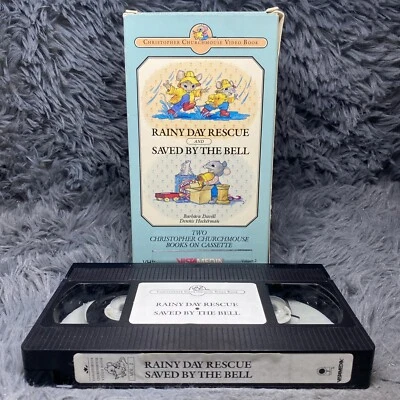 CHRISTOPHER CHURCHMOUSE VIDEO BOOK
RAINY DAY RESCUE
AND
SAVED BY THE BELL
Barbara Davoll
Dennis Hockerman
TWO
CHRISTOPHER CHURCHMOUSE
BOOKS ON CASSETTE
VHS
RAINY DAY RESCUE
SAVED BY THE BELL
RAINY DAY RESCUE
SAVED BY THE BELL